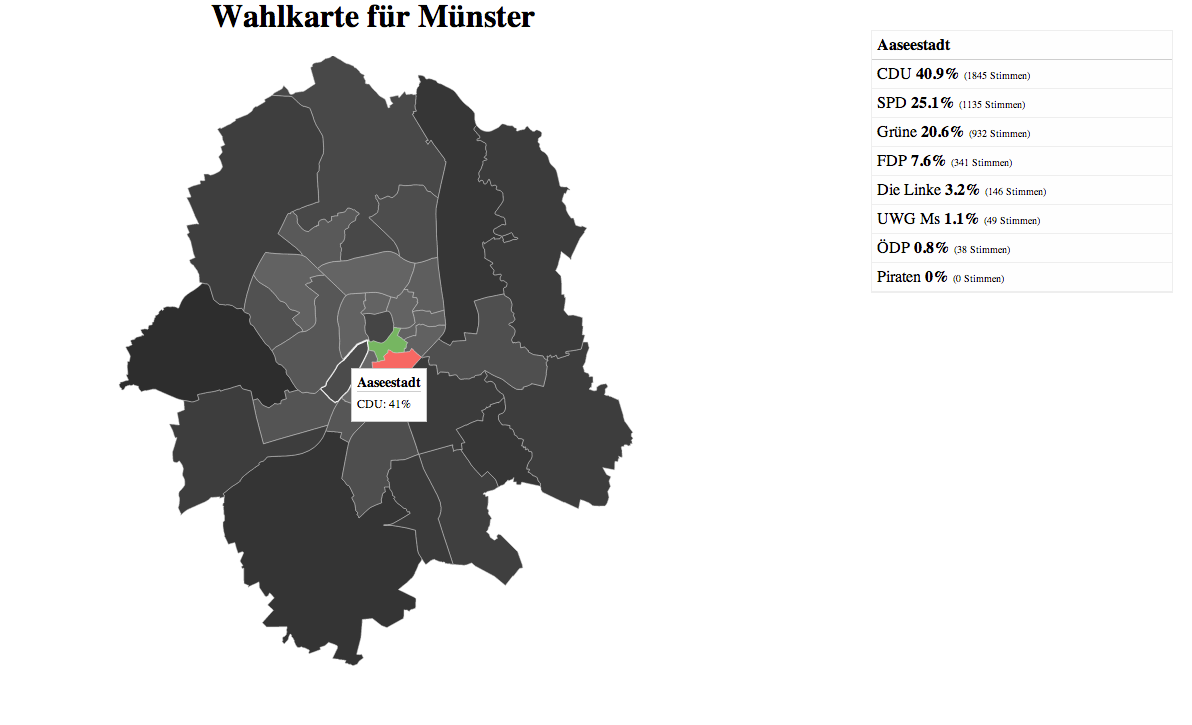 Wahlkarte für Münster
Aaseestadt
CDU 40.9% (1845 Stimmen)
SPD 25.1% (1135 Stimmen)
Grüne 20.6% (932 Stimmen)
FDP 7.6% (341 Stimmen)
Die Linke 3.2% (146 Stimmen)
UWG Ms 1.1% (49 Stimmen)
ÖDP 0.8% (38 Stimmen)
Piraten 0% (0 Stimmen)
Aaseestadt
CDU: 41%